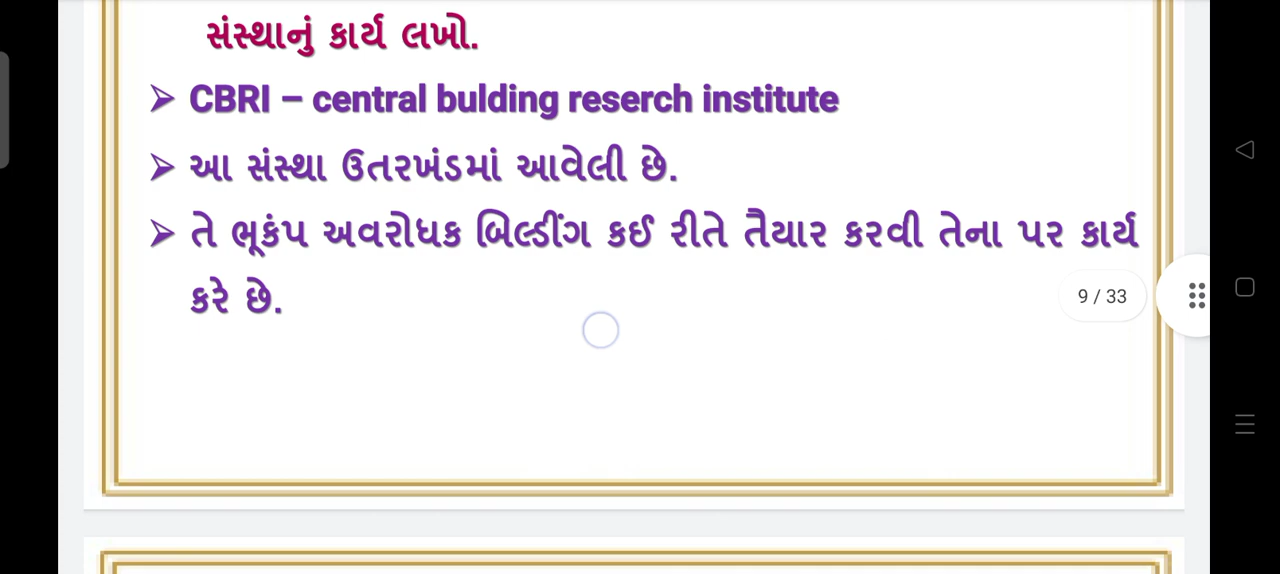 સંસ્થાનું કાર્ય લખો.
➢ CBRI – central bulding reserch institute
➢ આ સંસ્થા ઉતરખંડમાં આવેલી છે.
➢ તે ભૂકંપ અવરોધક બિલ્ડીંગ કઈ રીતે તૈયાર કરવી તેના પર કાર્ય
કરે છે.
9 / 33